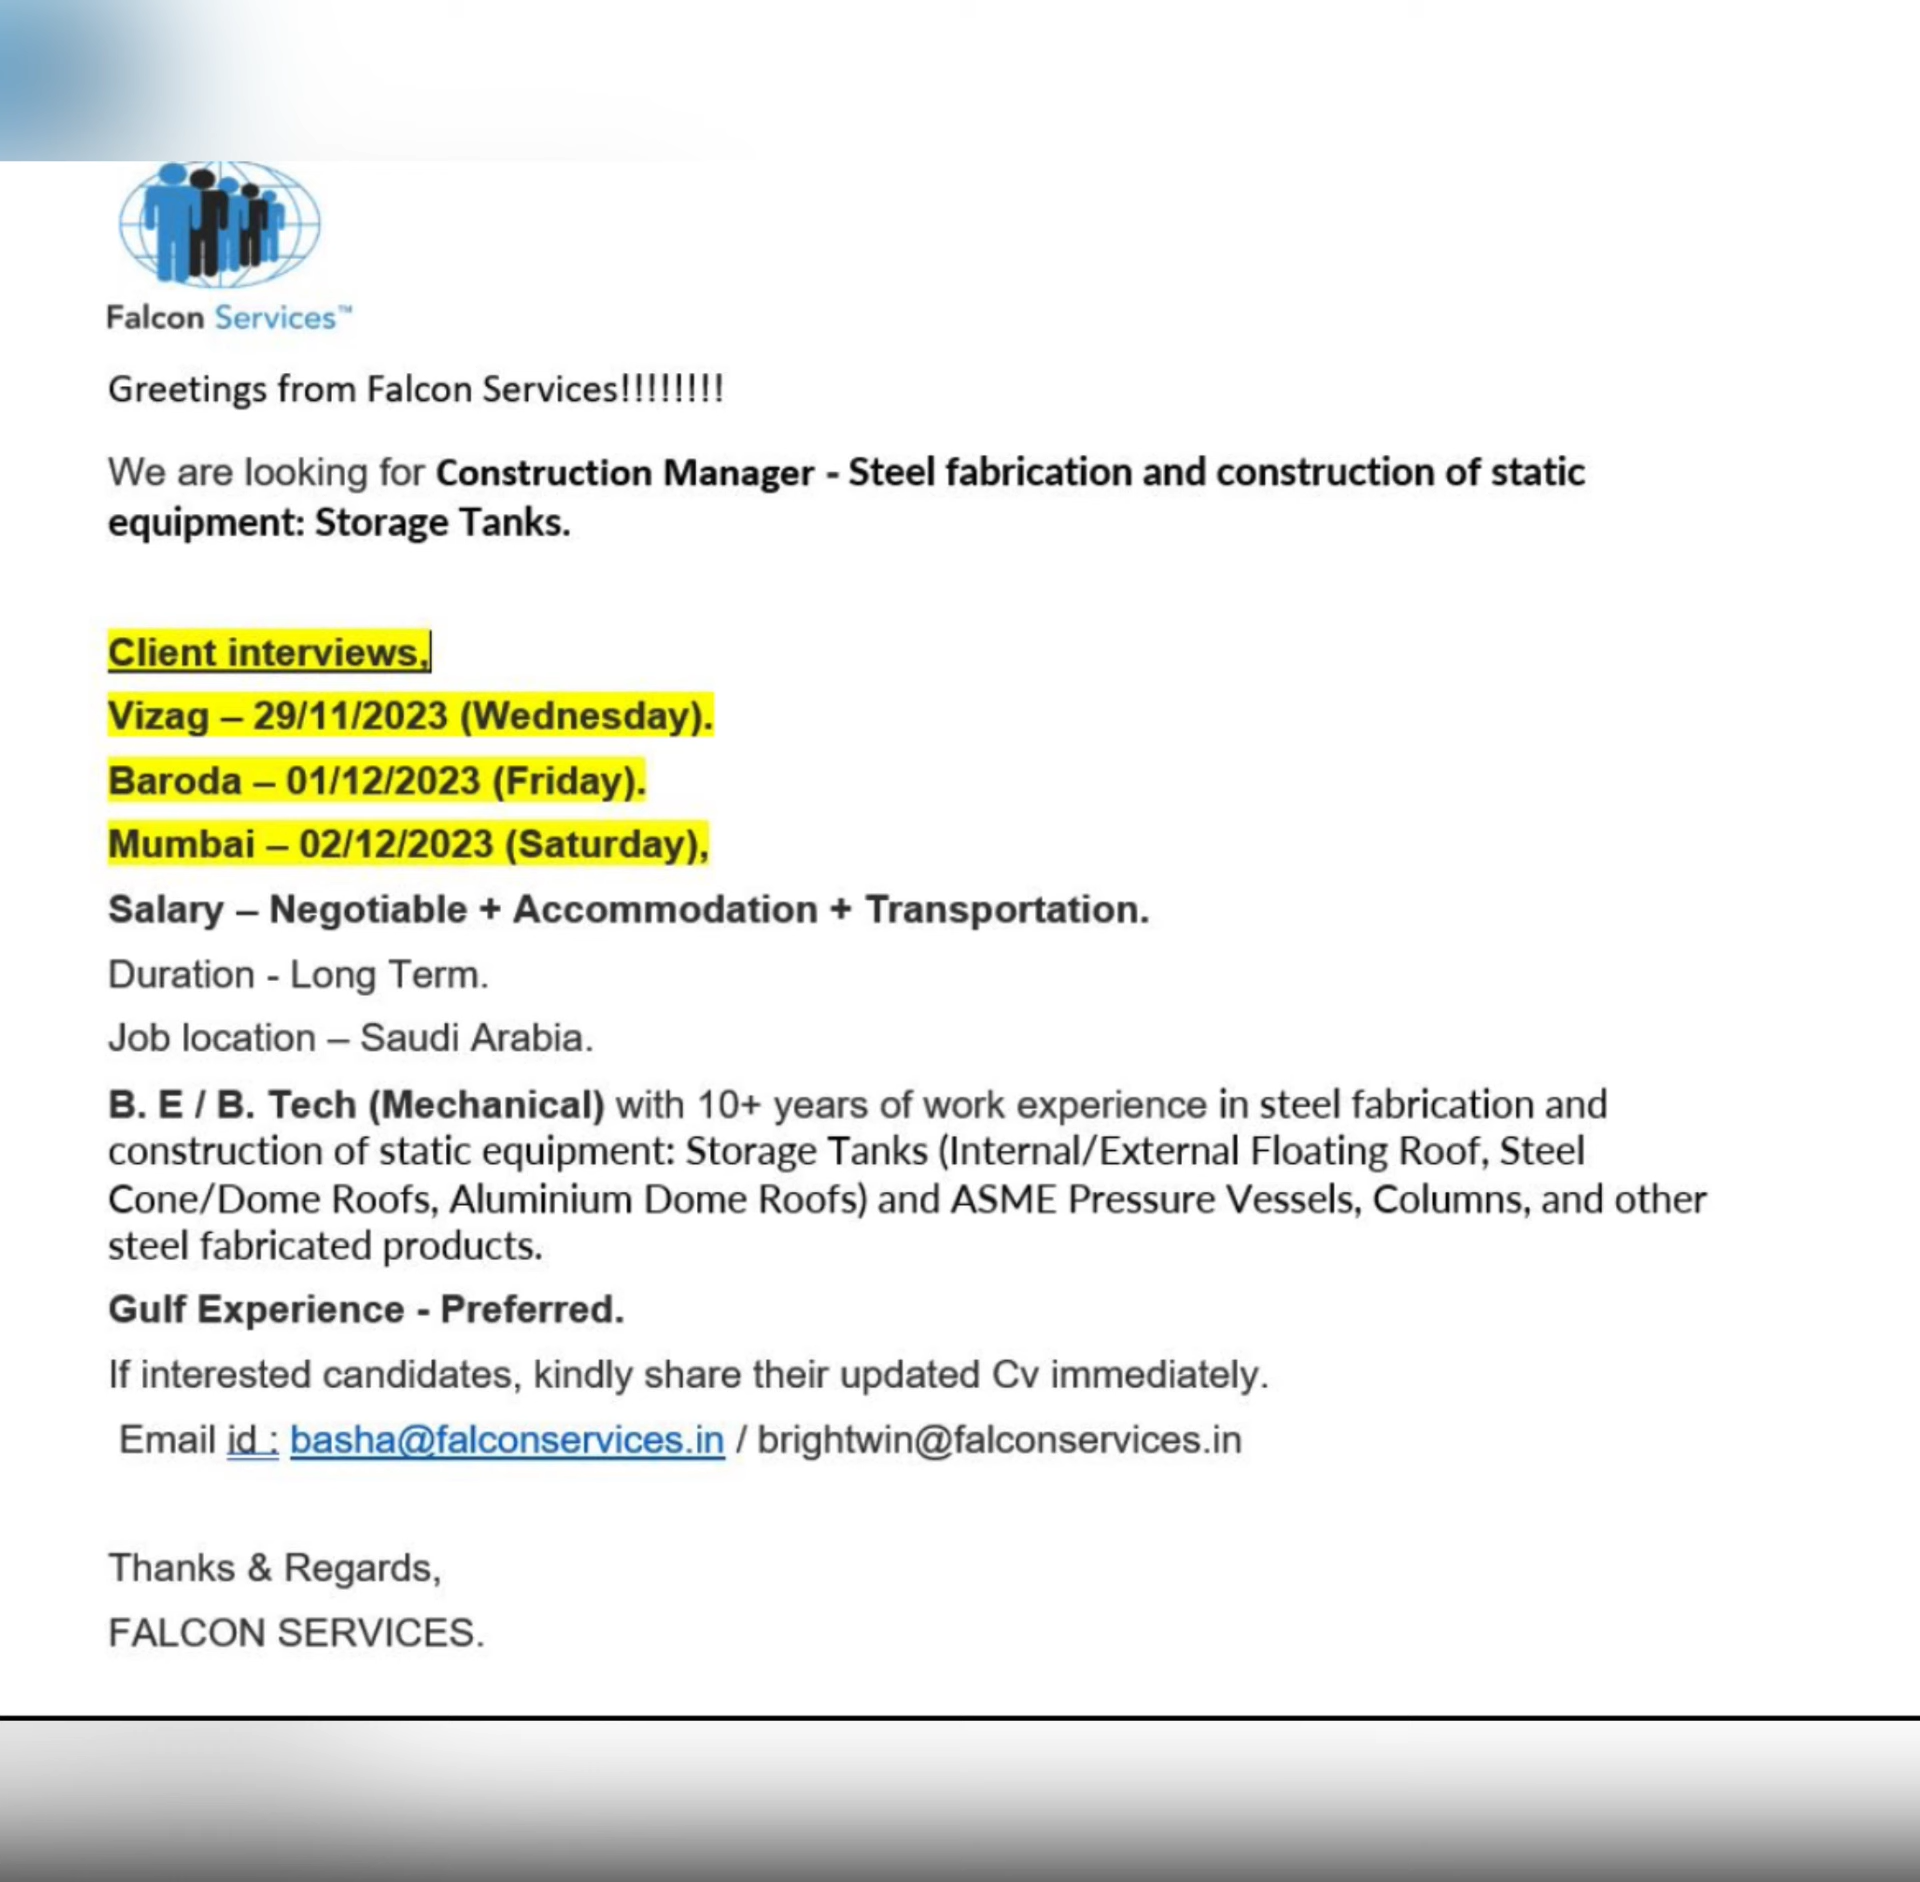 Falcon Services™
Greetings from Falcon Services!!!!!!!!
We are looking for Construction Manager - Steel fabrication and construction of static
equipment: Storage Tanks.
Client interviews,
Vizag – 29/11/2023 (Wednesday).
Baroda – 01/12/2023 (Friday).
Mumbai – 02/12/2023 (Saturday),
Salary – Negotiable + Accommodation + Transportation.
Duration - Long Term.
Job location – Saudi Arabia.
B. E / B. Tech (Mechanical) with 10+ years of work experience in steel fabrication and
construction of static equipment: Storage Tanks (Internal/External Floating Roof, Steel
Cone/Dome Roofs, Aluminium Dome Roofs) and ASME Pressure Vessels, Columns, and other
steel fabricated products.
Gulf Experience - Preferred.
If interested candidates, kindly share their updated Cv immediately.
Email id : basha@falconservices.in / brightwin@falconservices.in
Thanks & Regards,
FALCON SERVICES.